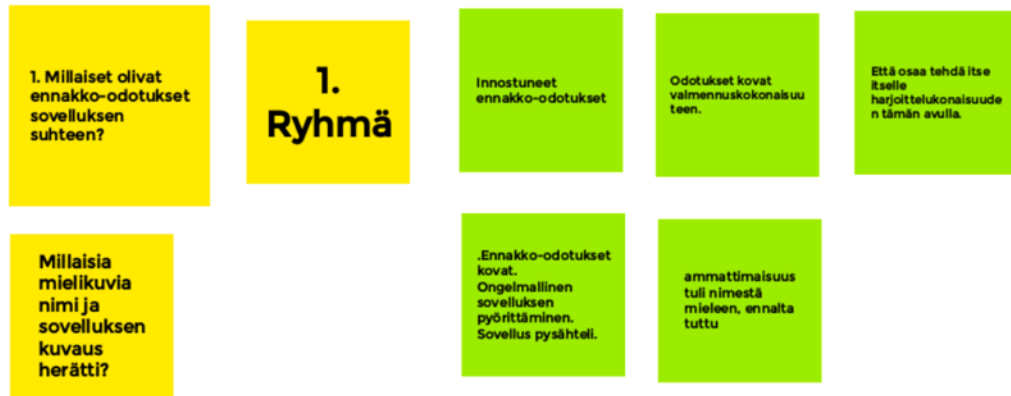 1. Millaiset olivat
ennakko-odotukset
sovelluksen
suhteen?
1.
Ryhmä
Innostuneet
ennakko-odotukset
Odotukset kovat
valmennuskokonaisuu
teen.
Että osaa tehdä itse
itselle
harjoittelukonaisuude
n tämän avulla.
Millaisia
mielikuvia
nimi ja
sovelluksen
kuvaus
herätti?
.Ennakko-odotukset
kovat.
Ongelmallinen
sovelluksen
pyörittäminen.
Sovellus pysähteli.
ammattimaisuus
tuli nimestä
mieleen, ennalta
tuttu